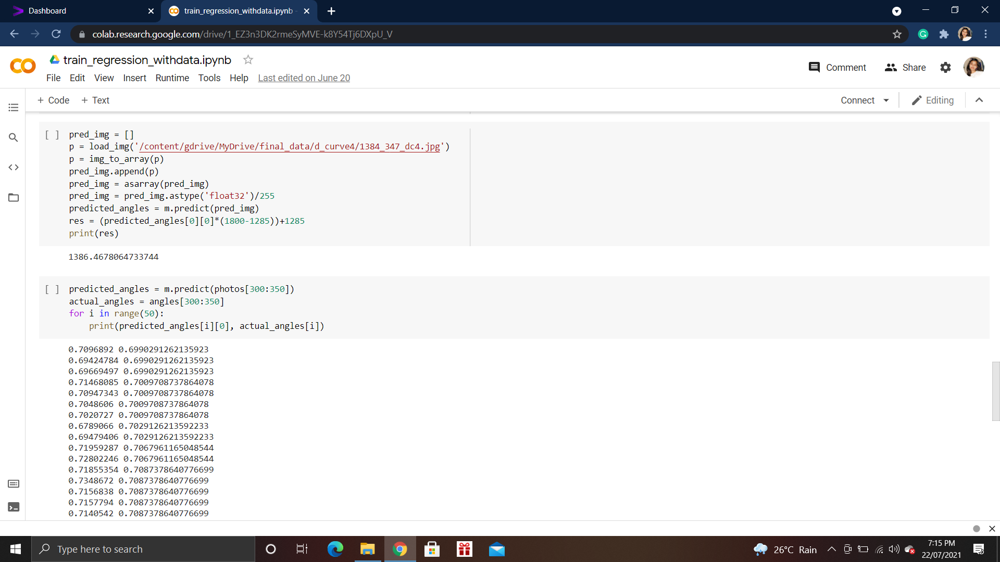 Dashboard
train_regression_withdata.ipynb
colab.research.google.com/drive/1_EZ3n3DK2rmeSyMVE-k8Y54Tj6DXpU_V
train_regression_withdata.ipynb
Comment
Share
File Edit View Insert Runtime Tools Help Last edited on June 20
+ Code + Text
Connect
Editing
[ ] pred_img = []
p = load_img('/content/gdrive/MyDrive/final_data/d_curve4/1384_347_dc4.jpg')
p = img_to_array(p)
pred_img.append(p)
pred_img = asarray(pred_img)
pred_img = pred_img.astype('float32')/255
predicted_angles = m.predict(pred_img)
res = (predicted_angles[0][0]*(1800-1285))+1285
print(res)
1386.4678064733744
[ ] predicted_angles = m.predict(photos[300:350])
actual_angles = angles[300:350]
for i in range(50):
print(predicted_angles[i][0], actual_angles[i])
0.7096892 0.6990291262135923
0.69424784 0.6990291262135923
0.69669497 0.6990291262135923
0.71468085 0.7009708737864078
0.70947343 0.7009708737864078
0.7048606 0.7009708737864078
0.7020727 0.7009708737864078
0.6789066 0.7029126213592233
0.69479406 0.7029126213592233
0.71959287 0.7067961165048544
0.72802246 0.7067961165048544
0.71855354 0.7087378640776699
0.7348672 0.7087378640776699
0.7156838 0.7087378640776699
0.7157794 0.7087378640776699
0.7140542 0.7087378640776699
Type here to search
26°C Rain
7:15 PM
22/07/2021